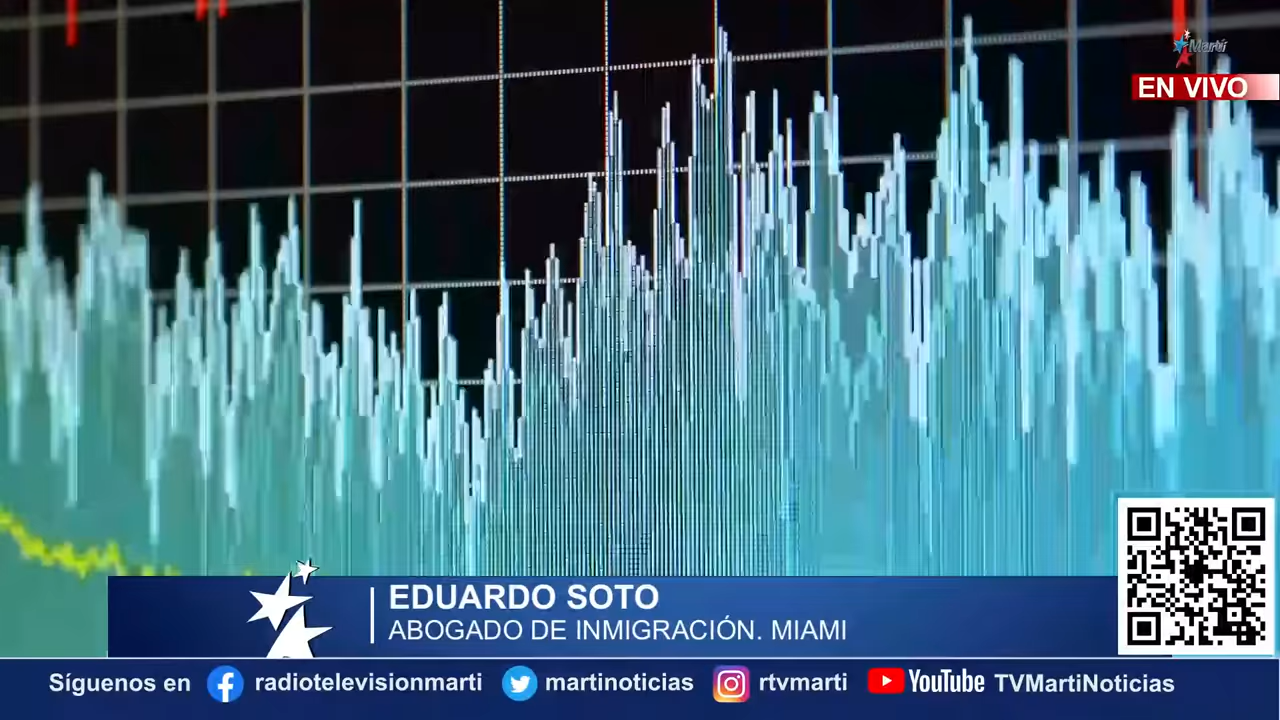 Martí
EN VIVO
EDUARDO SOTO
ABOGADO DE INMIGRACIÓN. MIAMI
Síguenos en radiotelevisionmarti martinoticias rtvmarti YouTube TVMartiNoticias